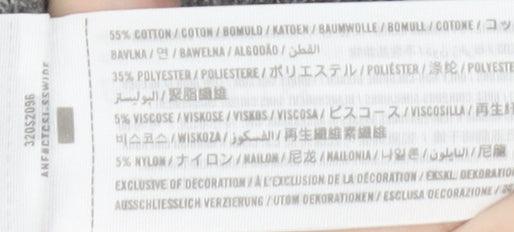 55% COTTON / COTON / BOMULD / KATOEN / BAUMWOLLE / BOMULL / COTONE / コッ
BAVLNA / 면 / BAWEŁNA / ALGODÃO / القطن
35% POLYESTER / POLIESTERE / ポリエステル / POLIÉSTER / 涤纶 / POLYESTE
البوليستر / 聚脂纖維
5% VISCOSE / VISKOSE / VISKOS / VISCOSA / ビスコース / VISCOSILLA / 再生纤
비스코스 / WISKOZA / الفسكوز / 再生纖維素纖維
5% NYLON / ナイロン / NAILON / 尼龙 / NAILONIA / 나일론 / النايلون / 尼龍
EXCLUSIVE OF DECORATION / À L'EXCLUSION DE LA DÉCORATION / EKSKL. DEKORATIO
AUSSCHLIESSLICH VERZIERUNG / UTOM DEKORATIONEN / ESCLUSA DECORAZIONE /
32DS2096